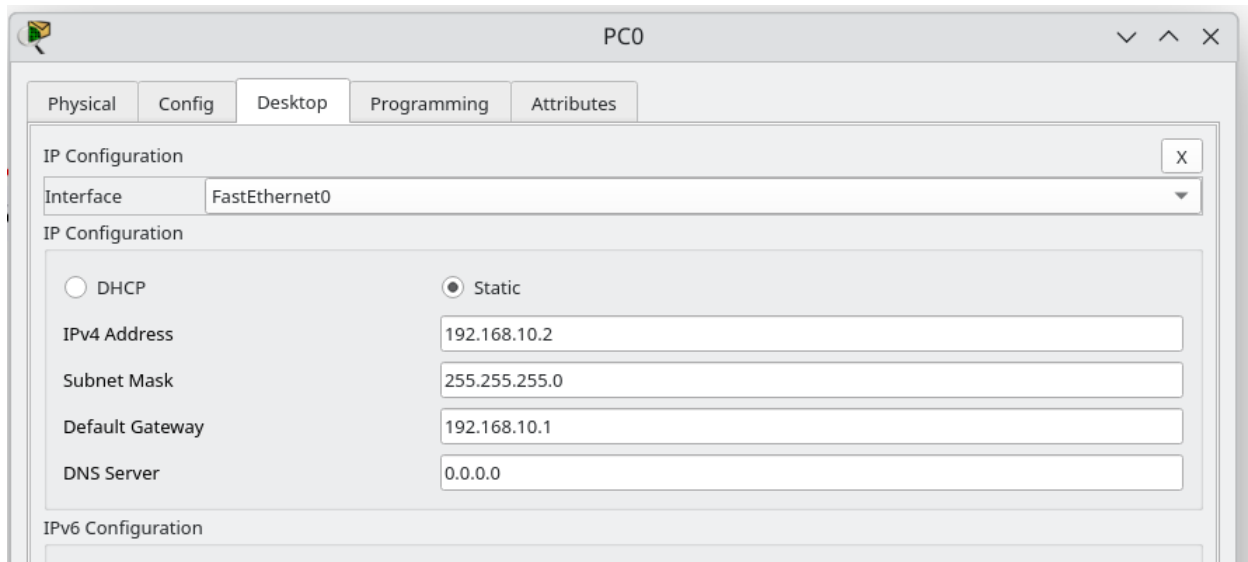 PC0
Physical Config Desktop Programming Attributes
IP Configuration X
Interface FastEthernet0
IP Configuration
DHCP Static
IPv4 Address 192.168.10.2
Subnet Mask 255.255.255.0
Default Gateway 192.168.10.1
DNS Server 0.0.0.0
IPv6 Configuration